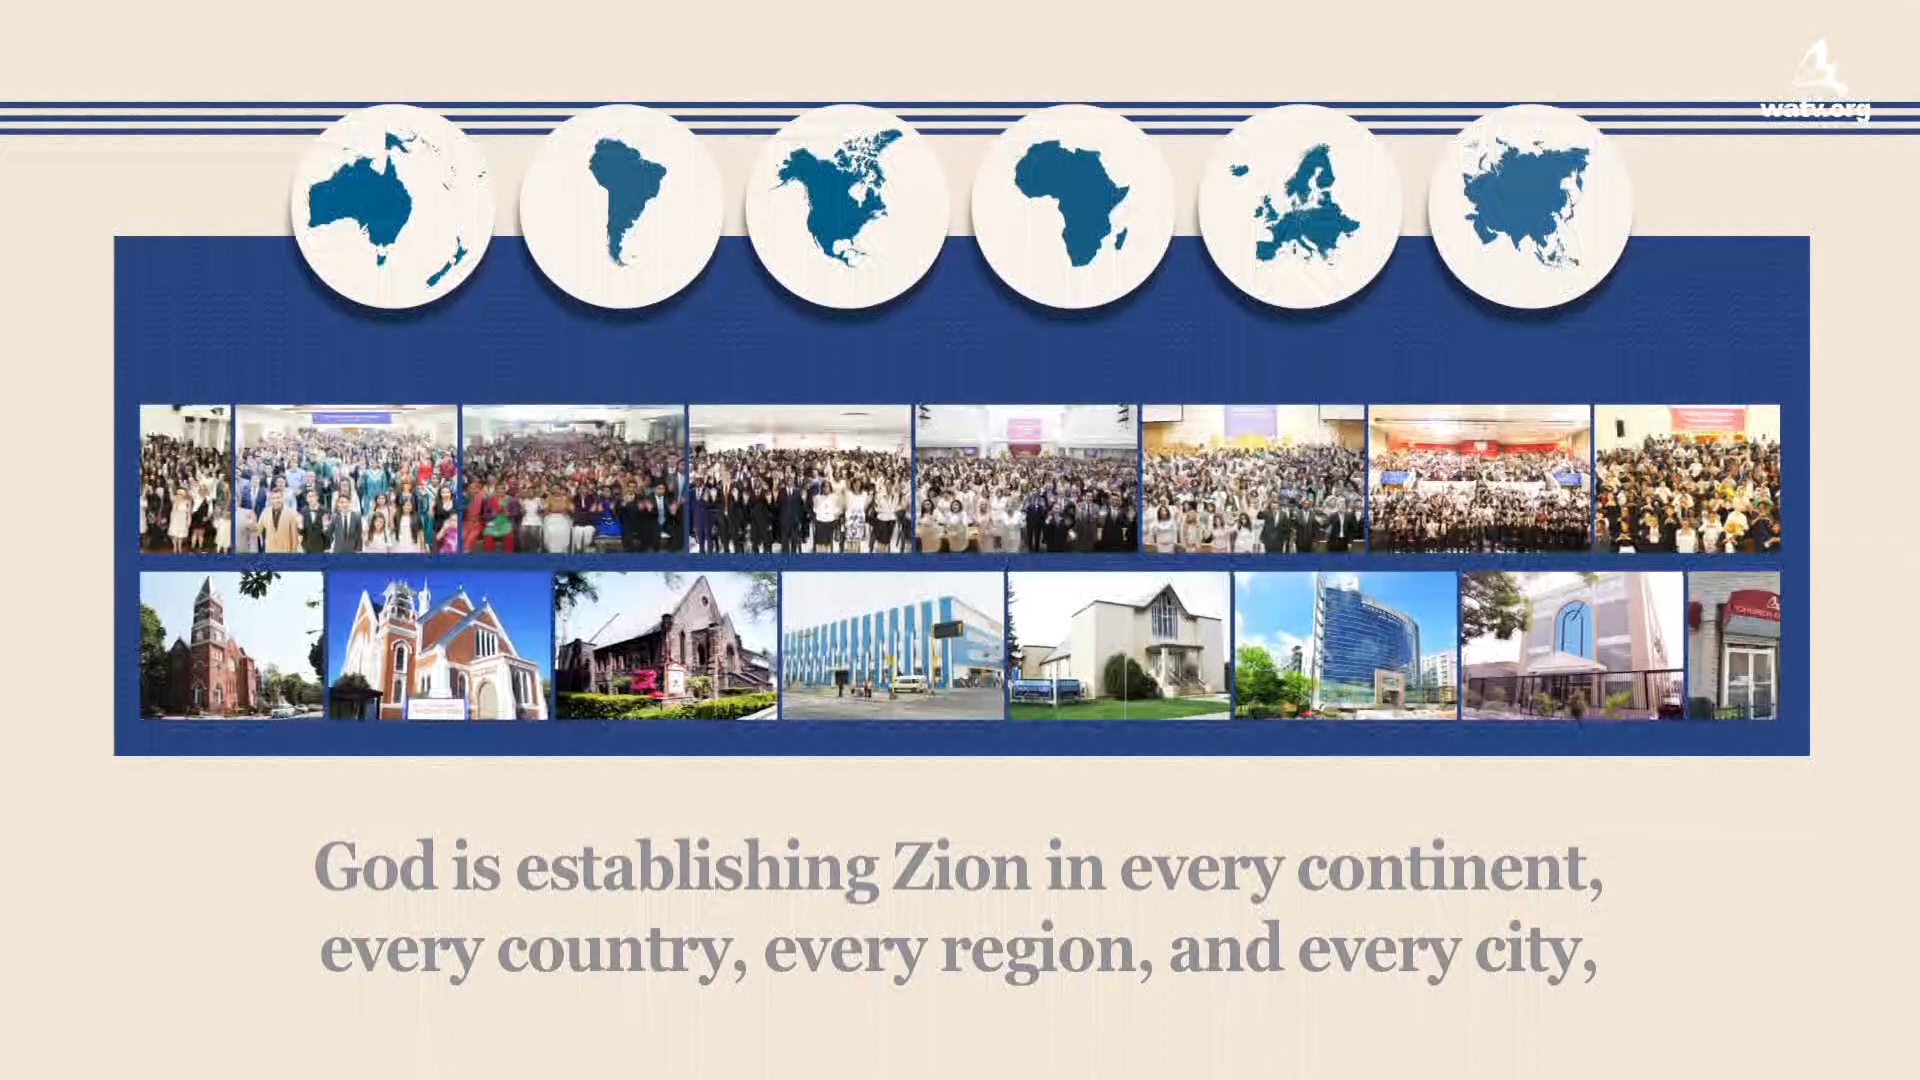 watv.org
God is establishing Zion in every continent,
every country, every region, and every city,